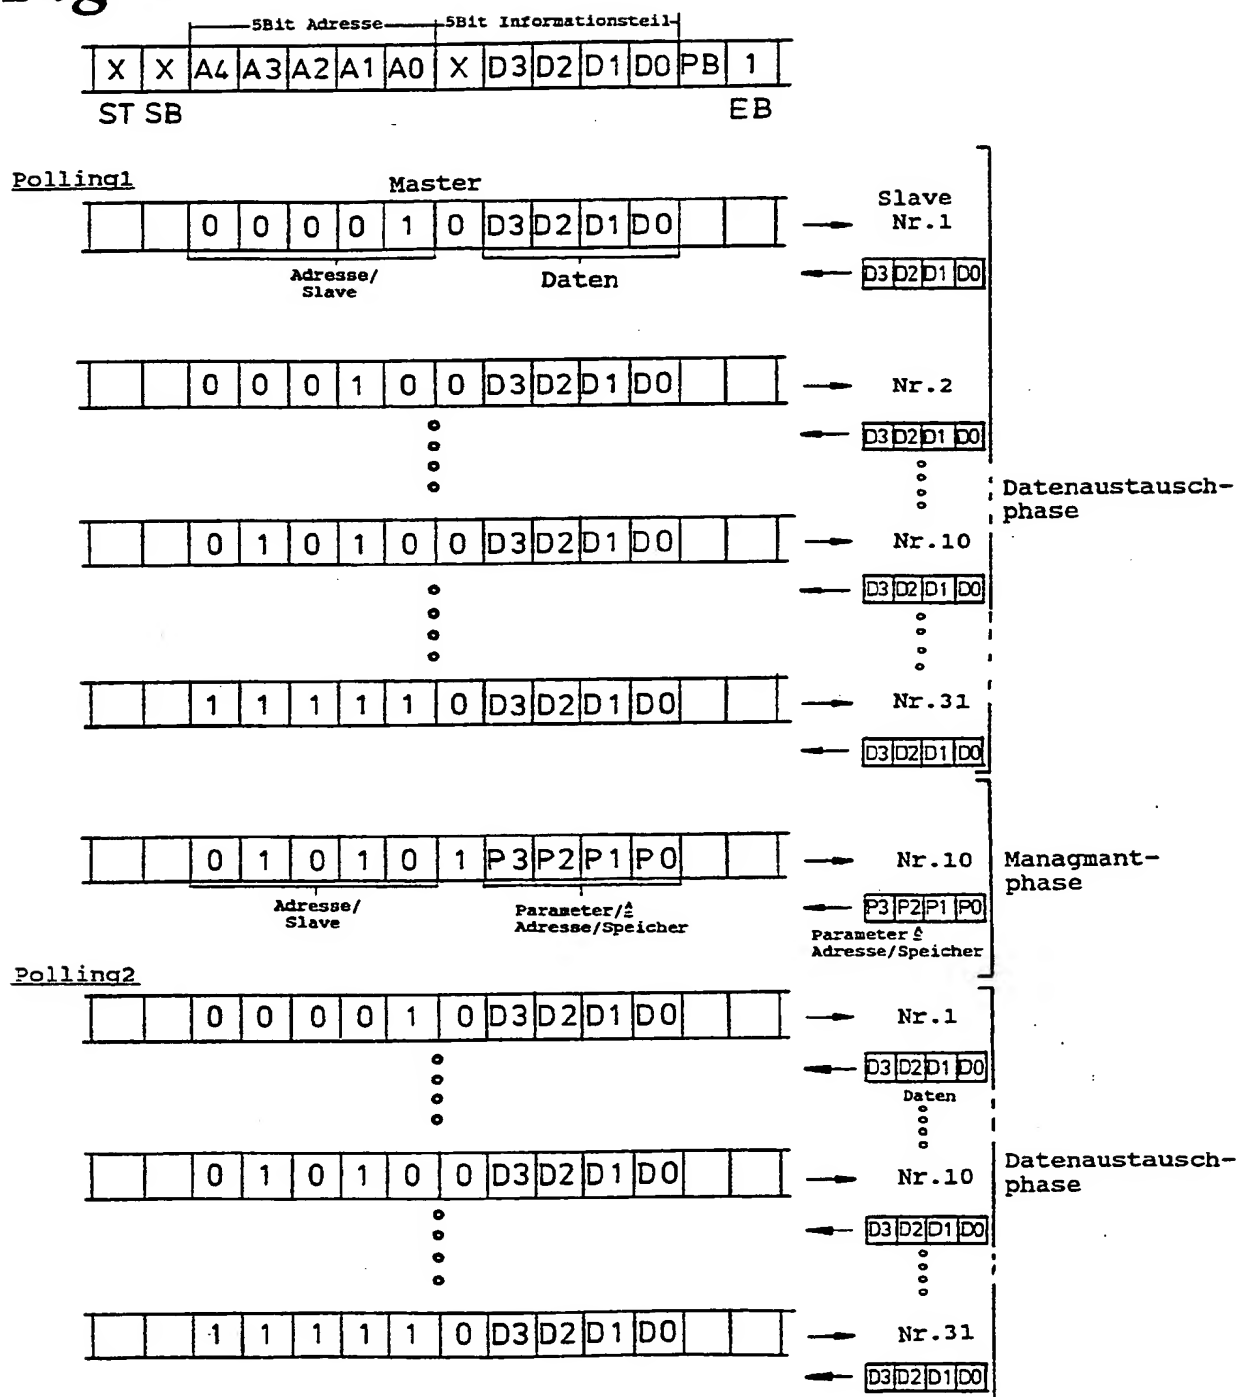 5Bit Adresse 5Bit Informationsteil
X X A4 A3 A2 A1 A0 X D3 D2 D1 D0 PB 1
ST SB EB
Polling1 Master Slave
0 0 0 0 1 0 D3 D2 D1 D0 Nr.1
Adresse/ Slave Daten D3 D2 D1 D0
0 0 0 1 0 0 D3 D2 D1 D0 Nr.2
D3 D2 D1 D0
Datenaustausch-
phase
0 1 0 1 0 0 D3 D2 D1 D0 Nr.10
D3 D2 D1 D0
1 1 1 1 1 0 D3 D2 D1 D0 Nr.31
D3 D2 D1 D0
0 1 0 1 0 1 P3 P2 P1 P0 Nr.10 Managmant-
phase
P3 P2 P1 P0
Adresse/
Slave
Parameter/≙
Adresse/Speicher
Parameter ≙
Adresse/Speicher
Polling2
0 0 0 0 1 0 D3 D2 D1 D0 Nr.1
D3 D2 D1 D0
Daten
0 1 0 1 0 0 D3 D2 D1 D0 Nr.10 Datenaustausch-
phase
D3 D2 D1 D0
1 1 1 1 1 0 D3 D2 D1 D0 Nr.31
D3 D2 D1 D0